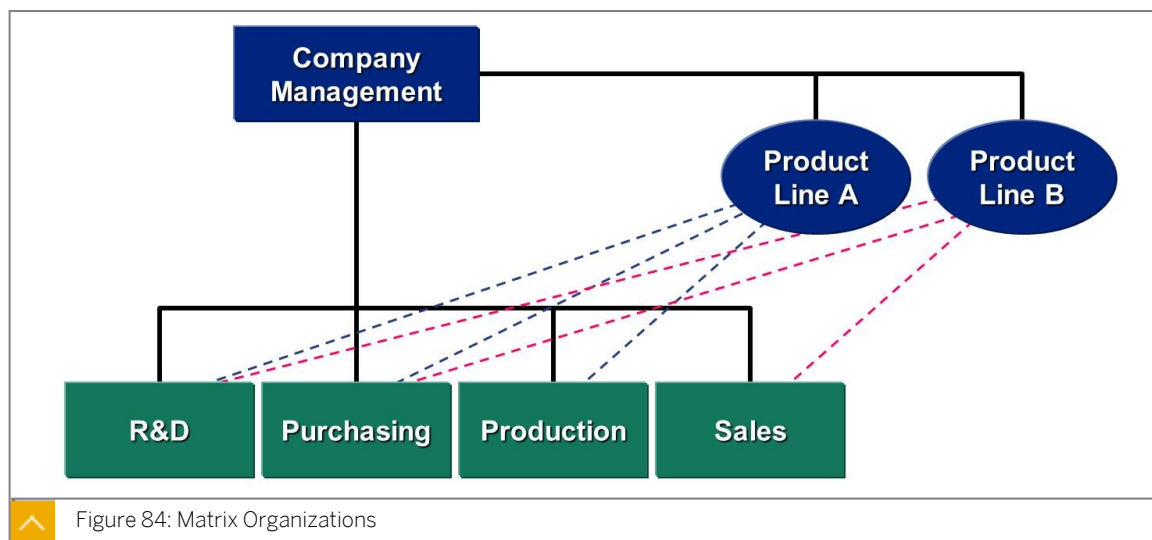 Company
Management
Product
Line A
Product
Line B
R&D
Purchasing
Production
Sales
Figure 84: Matrix Organizations